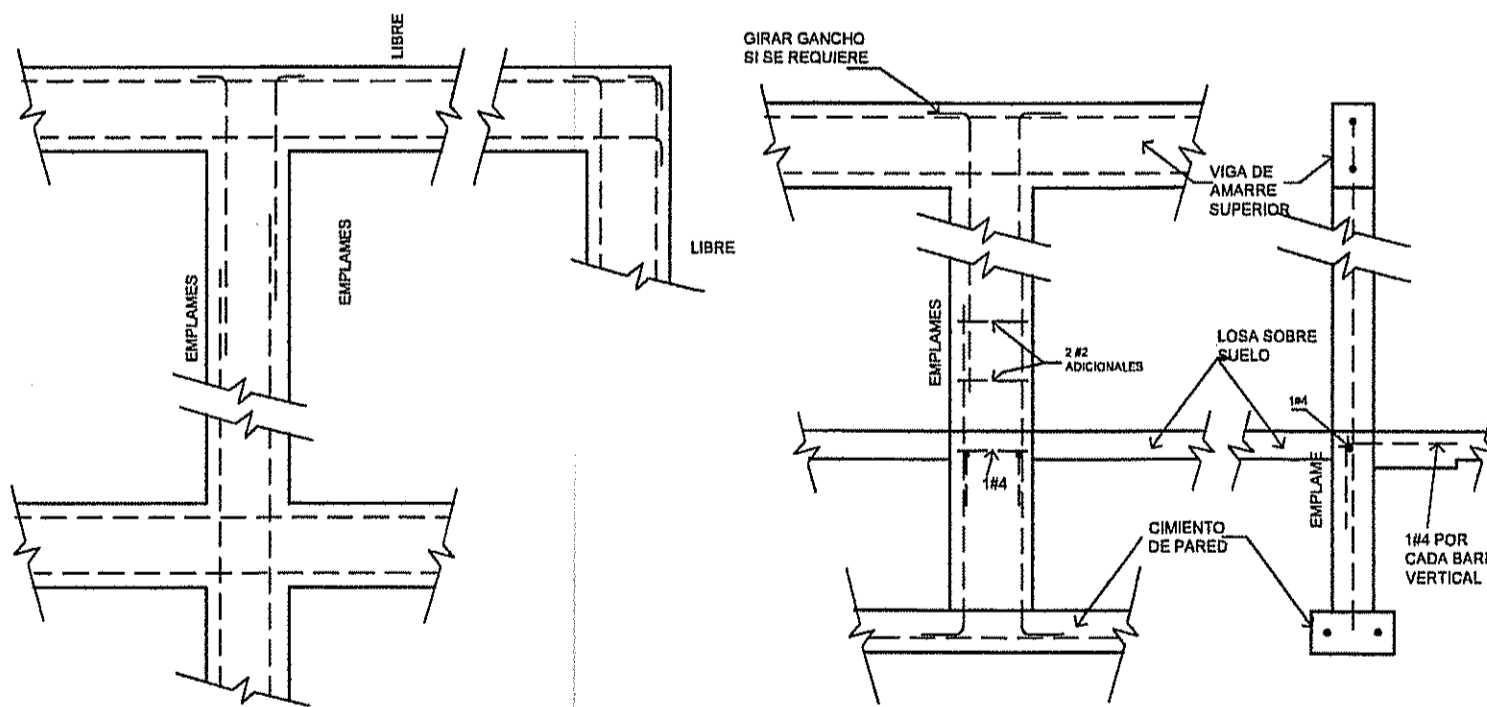 LIBRE
EMPLAMES
EMPLAMES
LIBRE
GIRAR GANCHO
SI SE REQUIERE
VIGA DE
AMARRE
SUPERIOR
EMPLAMES
2 #2
ADICIONALES
LOSA SOBRE
SUELO
1#4
1#4
EMPLAME
CIMIENTO
DE PARED
1#4 POR
CADA BARI
VERTICAL